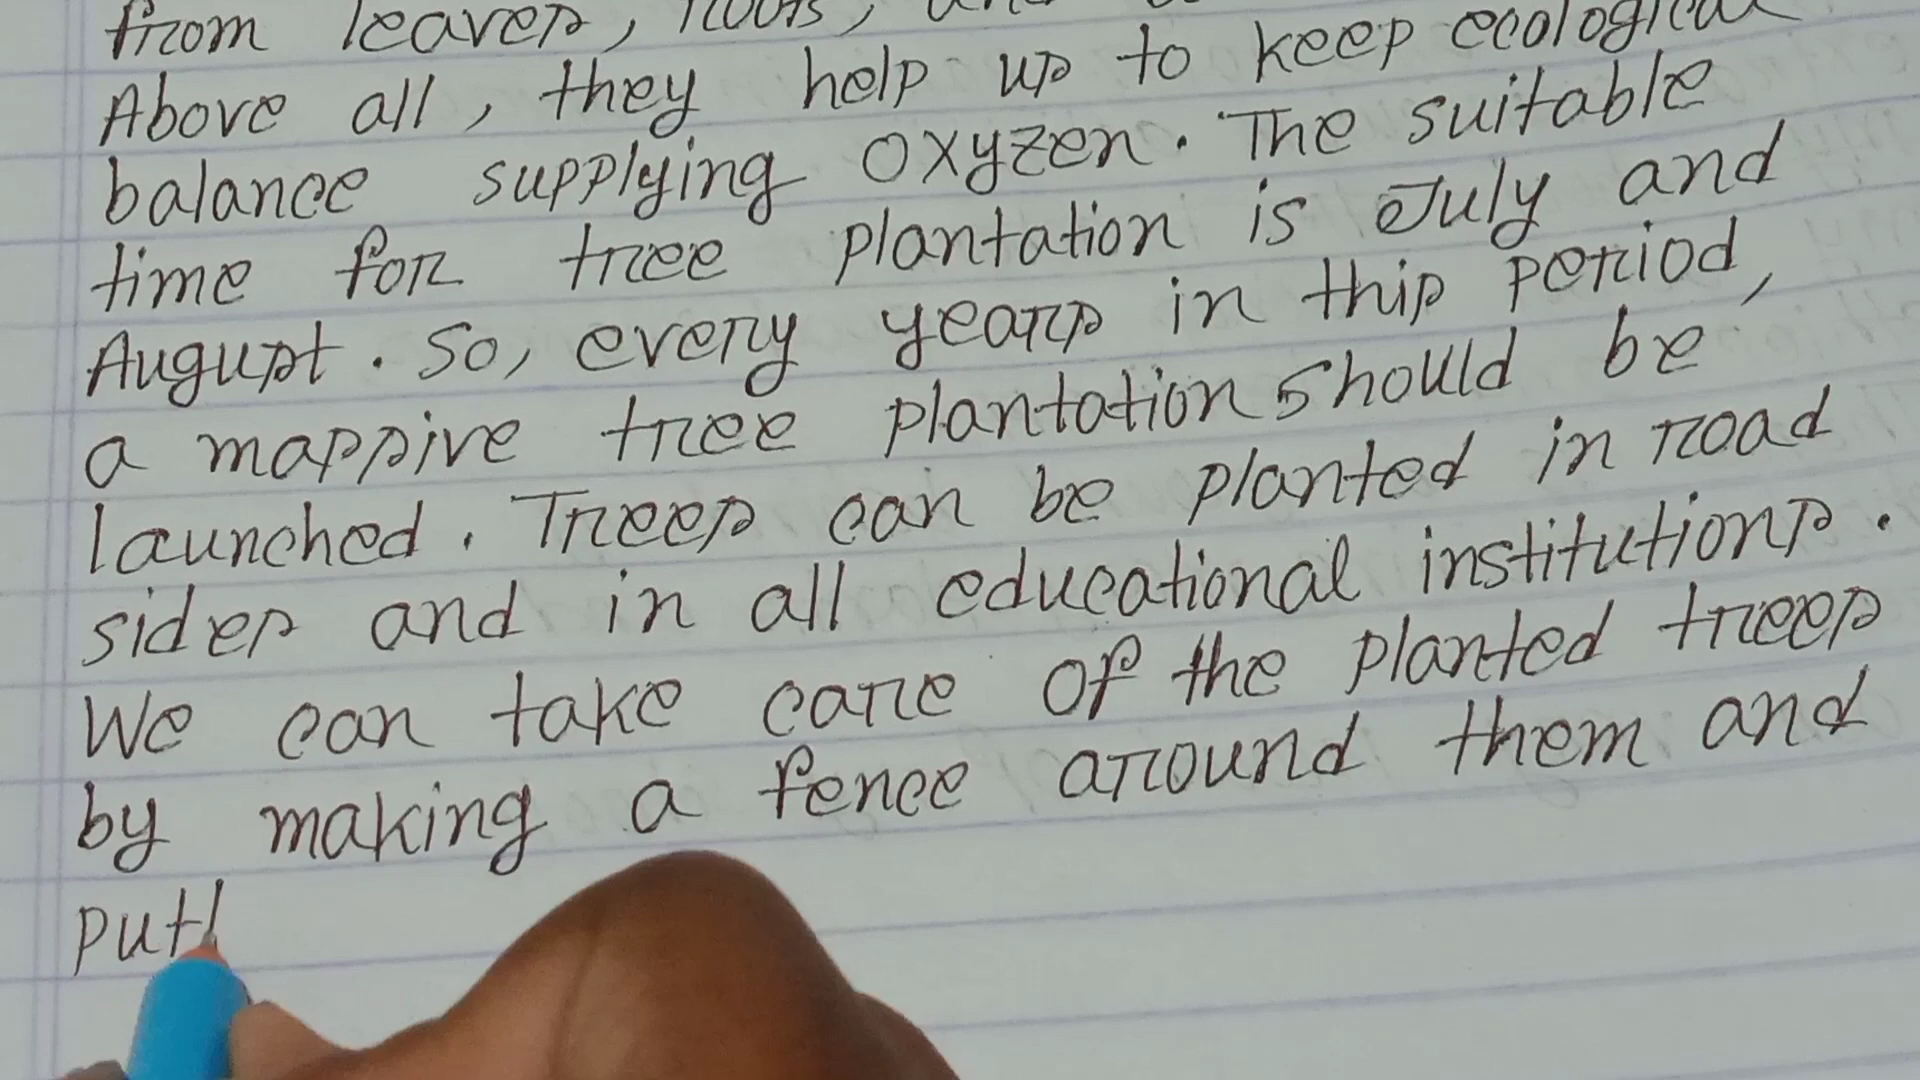 from leaves, roots,
Above all, they help us to keep ecological
balance supplying oxyzen. The suitable
time for tree plantation is July and
August. So, every years in this period,
a massive tree plantation should be
launched. Trees can be planted in road
sides and in all educational institutions.
We can take care of the planted trees
by making a fence around them and
putt